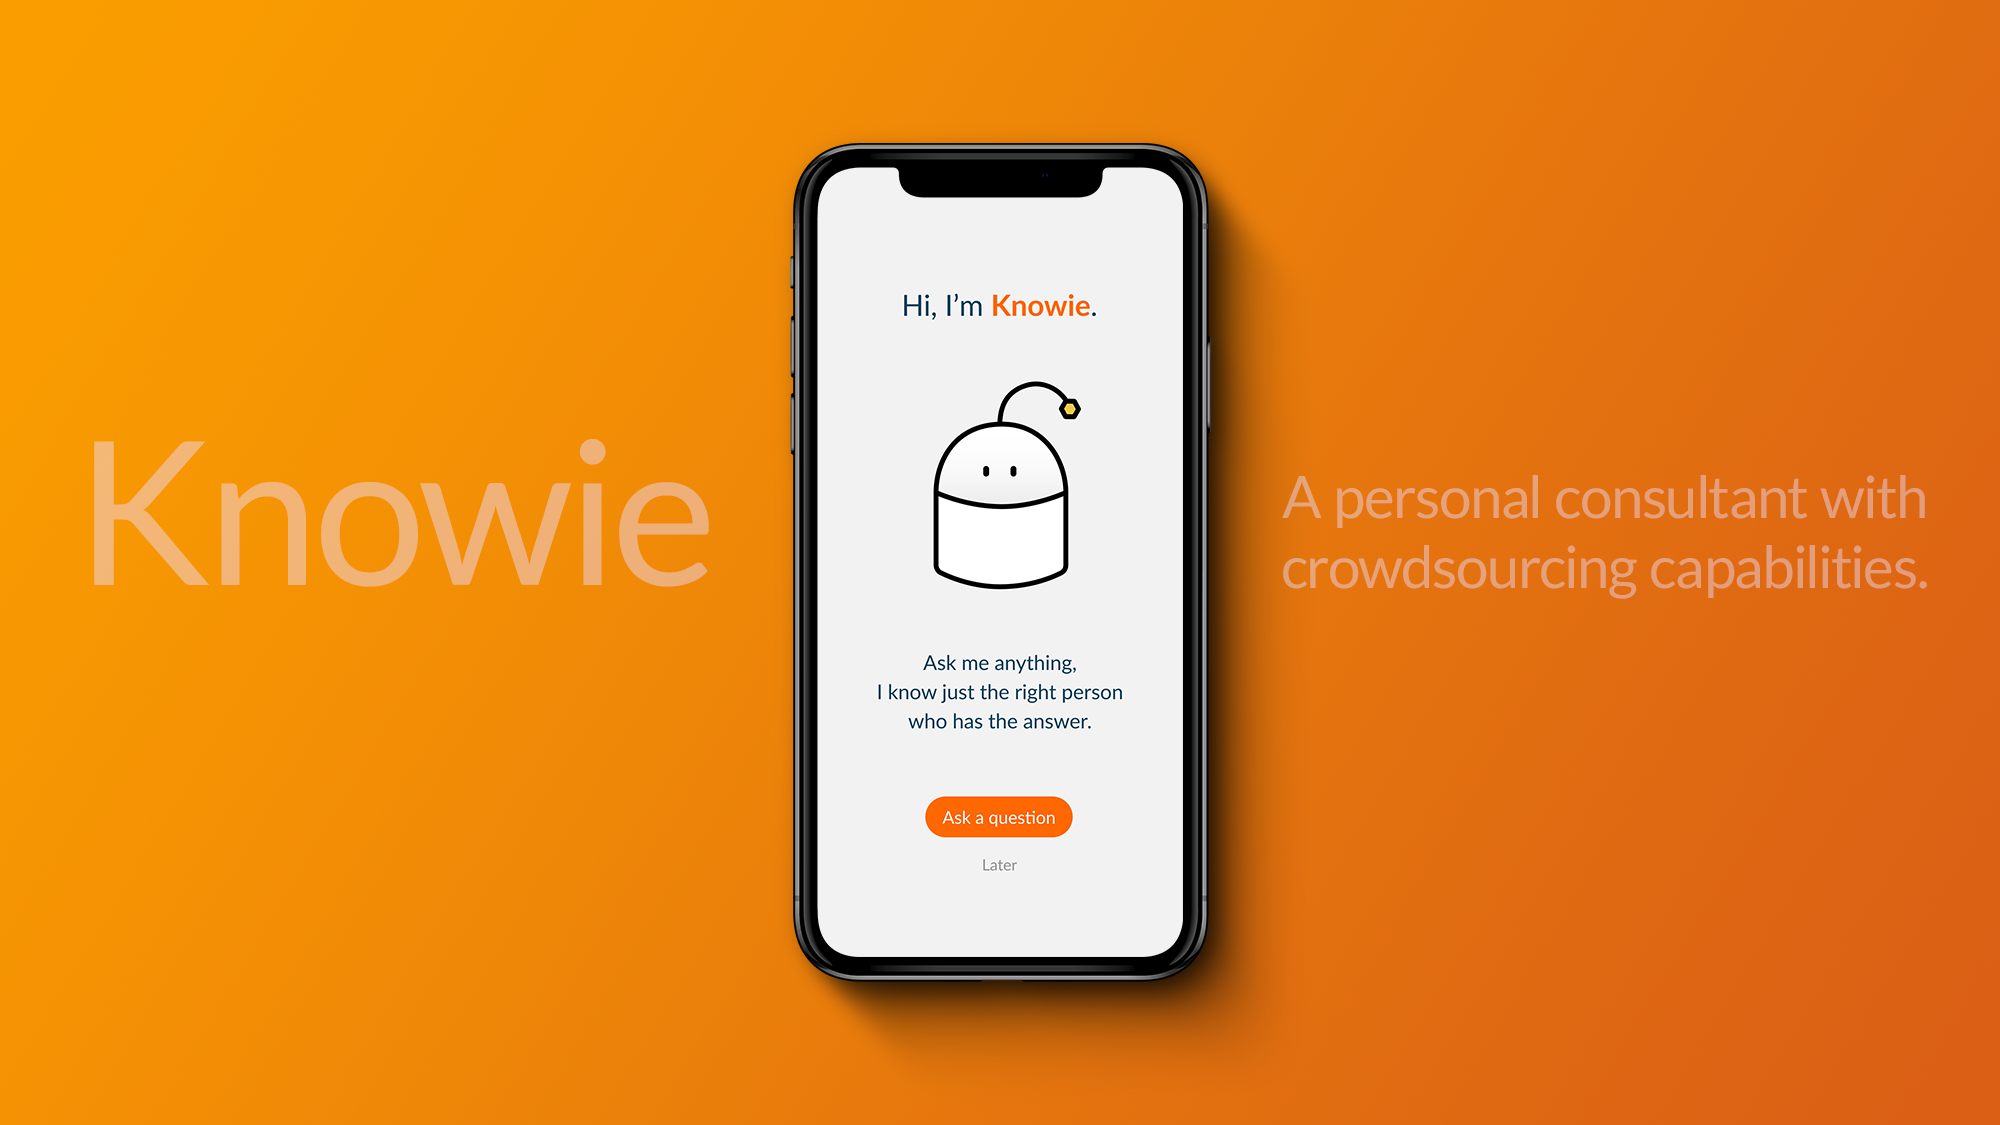 Knowie
Hi, I’m Knowie.
Ask me anything,
I know just the right person
who has the answer.
Ask a question
Later
A personal consultant with
crowdsourcing capabilities.